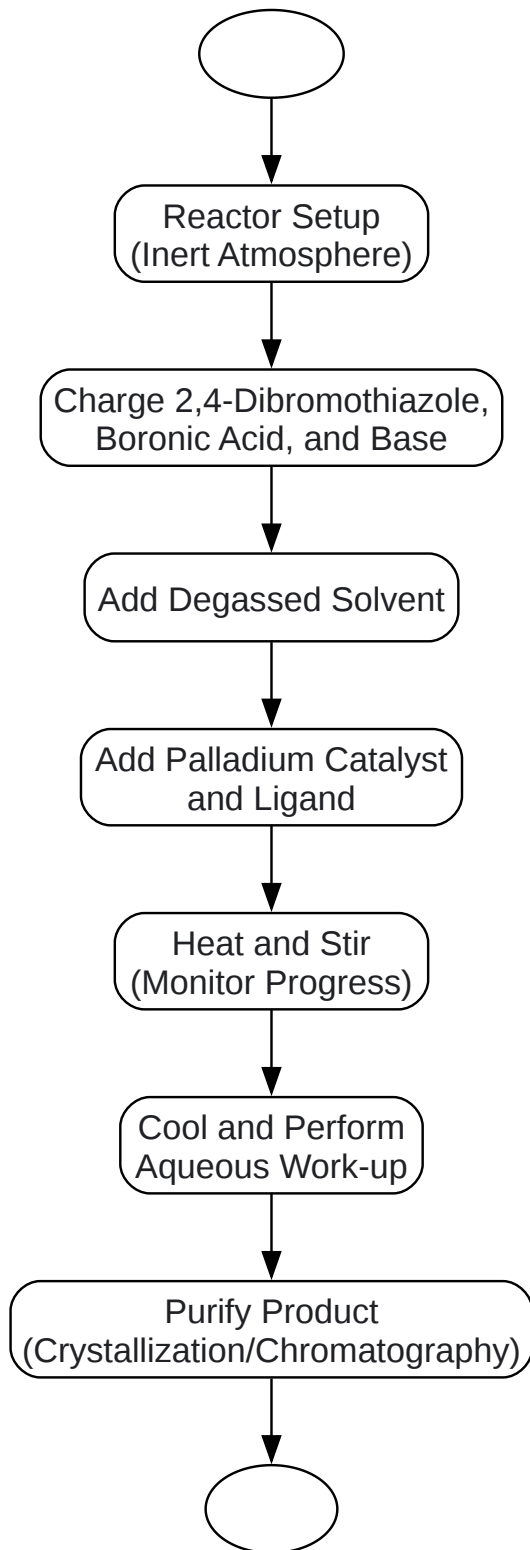 Reactor Setup
(Inert Atmosphere)
Charge 2,4-Dibromothiazole,
Boronic Acid, and Base
Add Degassed Solvent
Add Palladium Catalyst
and Ligand
Heat and Stir
(Monitor Progress)
Cool and Perform
Aqueous Work-up
Purify Product
(Crystallization/Chromatography)